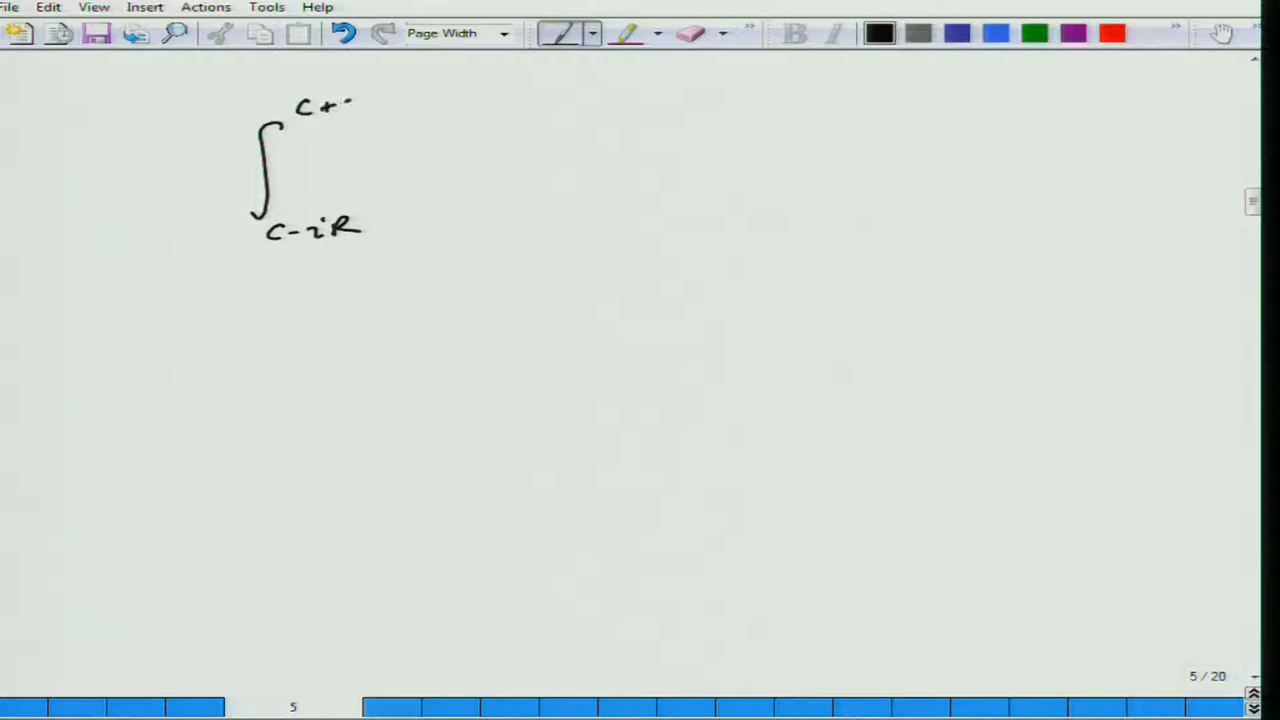 File Edit View Insert Actions Tools Help
Page Width
B I
∫
c+
c-iR
5 / 20
5